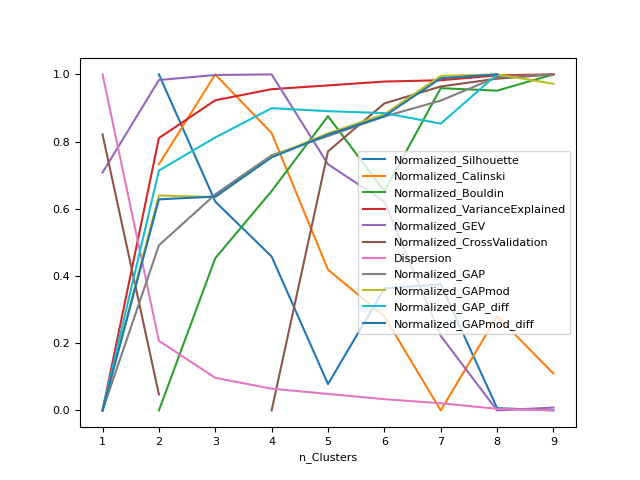 1.0
0.8
0.6
0.4
0.2
0.0
Normalized_Silhouette
Normalized_Calinski
Normalized_Bouldin
Normalized_VarianceExplained
Normalized_GEV
Normalized_CrossValidation
Dispersion
Normalized_GAP
Normalized_GAPmod
Normalized_GAP_diff
Normalized_GAPmod_diff
1 2 3 4 5 6 7 8 9
n_Clusters